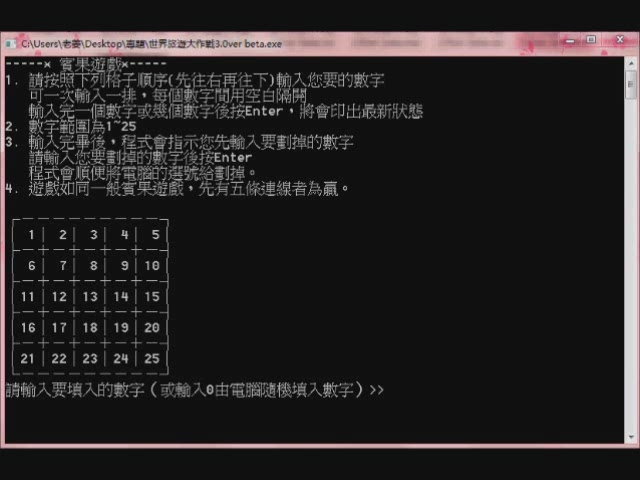 C:\Users\老姜\Desktop\專題\世界旅遊大作戰3.0ver beta.exe
-----* 賓果遊戲*-----
1. 請按照下列格子順序(先往右再往下)輸入您要的數字
可一次輸入一排，每個數字間用空白隔開
輸入完一個數字或幾個數字後按Enter，將會印出最新狀態
2. 數字範圍為1~25
3. 輸入完畢後，程式會指示您先輸入要劃掉的數字
請輸入您要劃掉的數字後按Enter
程式會順便將電腦的選號給劃掉。
4. 遊戲如同一般賓果遊戲，先有五條連線者為贏。
1 2 3 4 5
6 7 8 9 10
11 12 13 14 15
16 17 18 19 20
21 22 23 24 25
請輸入要填入的數字（或輸入0由電腦隨機填入數字）>>